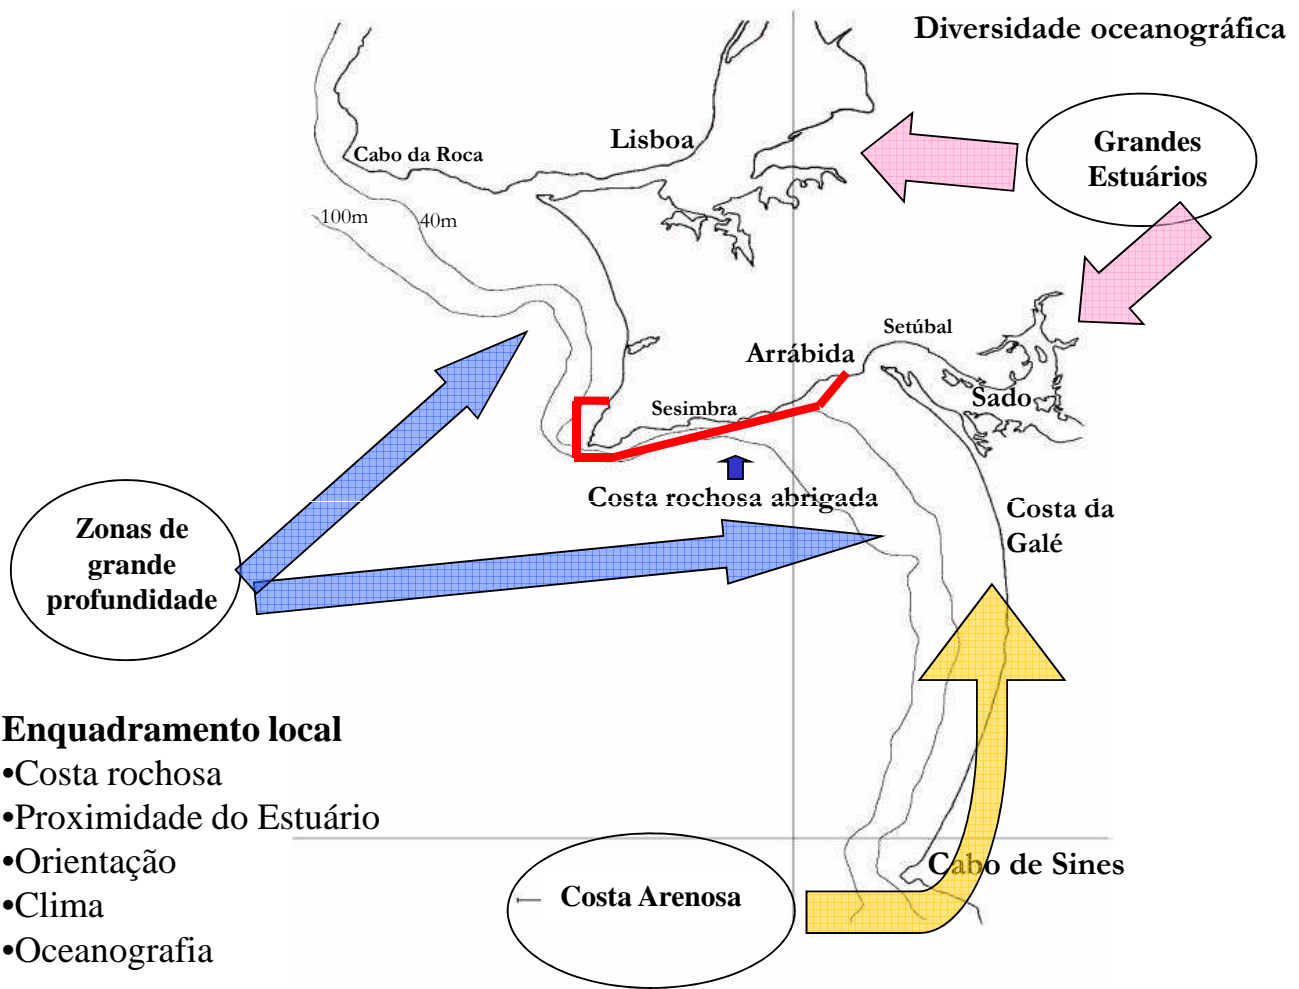 Diversidade oceanográfica
Grandes
Estuários
Lisboa
Cabo da Roca
100m
40m
Setúbal
Arrábida
Sado
Sesimbra
Costa rochosa abrigada
Costa da
Galé
Zonas de
grande
profundidade
Enquadramento local
•Costa rochosa
•Proximidade do Estuário
•Orientação
•Clima
•Oceanografia
Cabo de Sines
Costa Arenosa